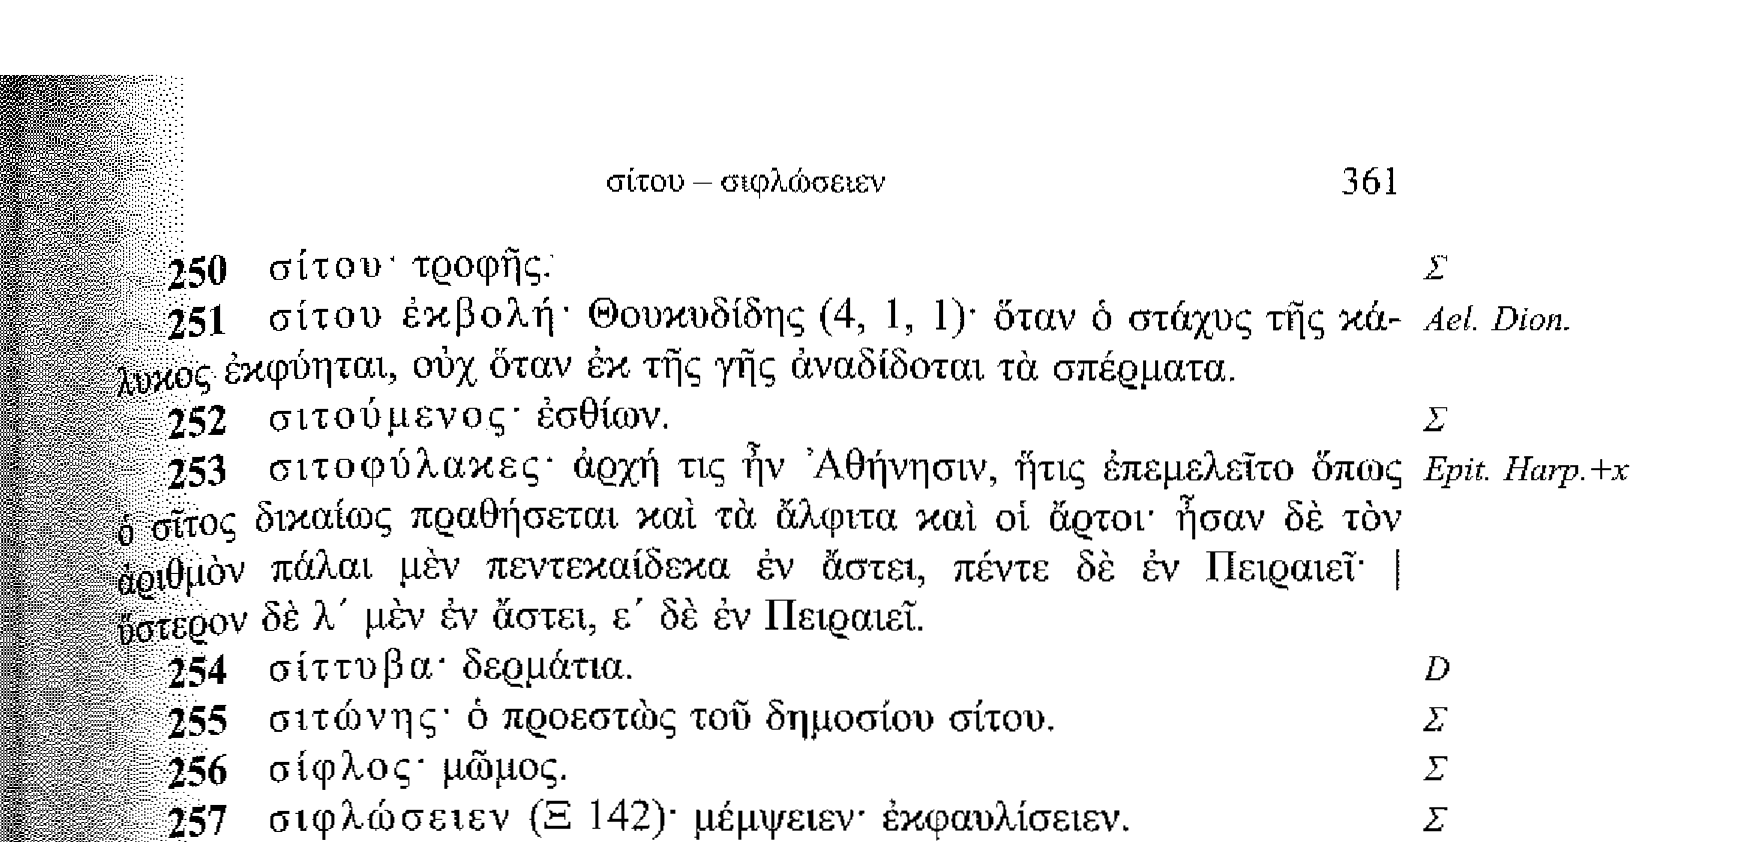 σίτου – σιφλώσειεν 361
250 σίτου· τροφῆς. Σ
251 σίτου ἐκβολή· Θουκυδίδης (4, 1, 1)· ὅταν ὁ στάχυς τῆς κά- Ael. Dion.
λυκος ἐκφύηται, οὐχ ὅταν ἐκ τῆς γῆς ἀναδίδοται τὰ σπέρματα.
252 σιτούμενος· ἐσθίων. Σ
253 σιτοφύλακες· ἀρχή τις ἦν Ἀθήνησιν, ἥτις ἐπεμελεῖτο ὅπως Epit. Harp.+x
ὁ σῖτος δικαίως πραθήσεται καὶ τὰ ἄλφιτα καὶ οἱ ἄρτοι· ἦσαν δὲ τὸν
ἀριθμὸν πάλαι μὲν πεντεκαίδεκα ἐν ἄστει, πέντε δὲ ἐν Πειραιεῖ· |
ὕστερον δὲ λ´ μὲν ἐν ἄστει, ε´ δὲ ἐν Πειραιεῖ.
254 σίττυβα· δερμάτια. D
255 σιτώνης· ὁ προεστὼς τοῦ δημοσίου σίτου. Σ
256 σίφλος· μῶμος. Σ
257 σιφλώσειεν (Ξ 142)· μέμψειεν· ἐκφαυλίσειεν. Σ